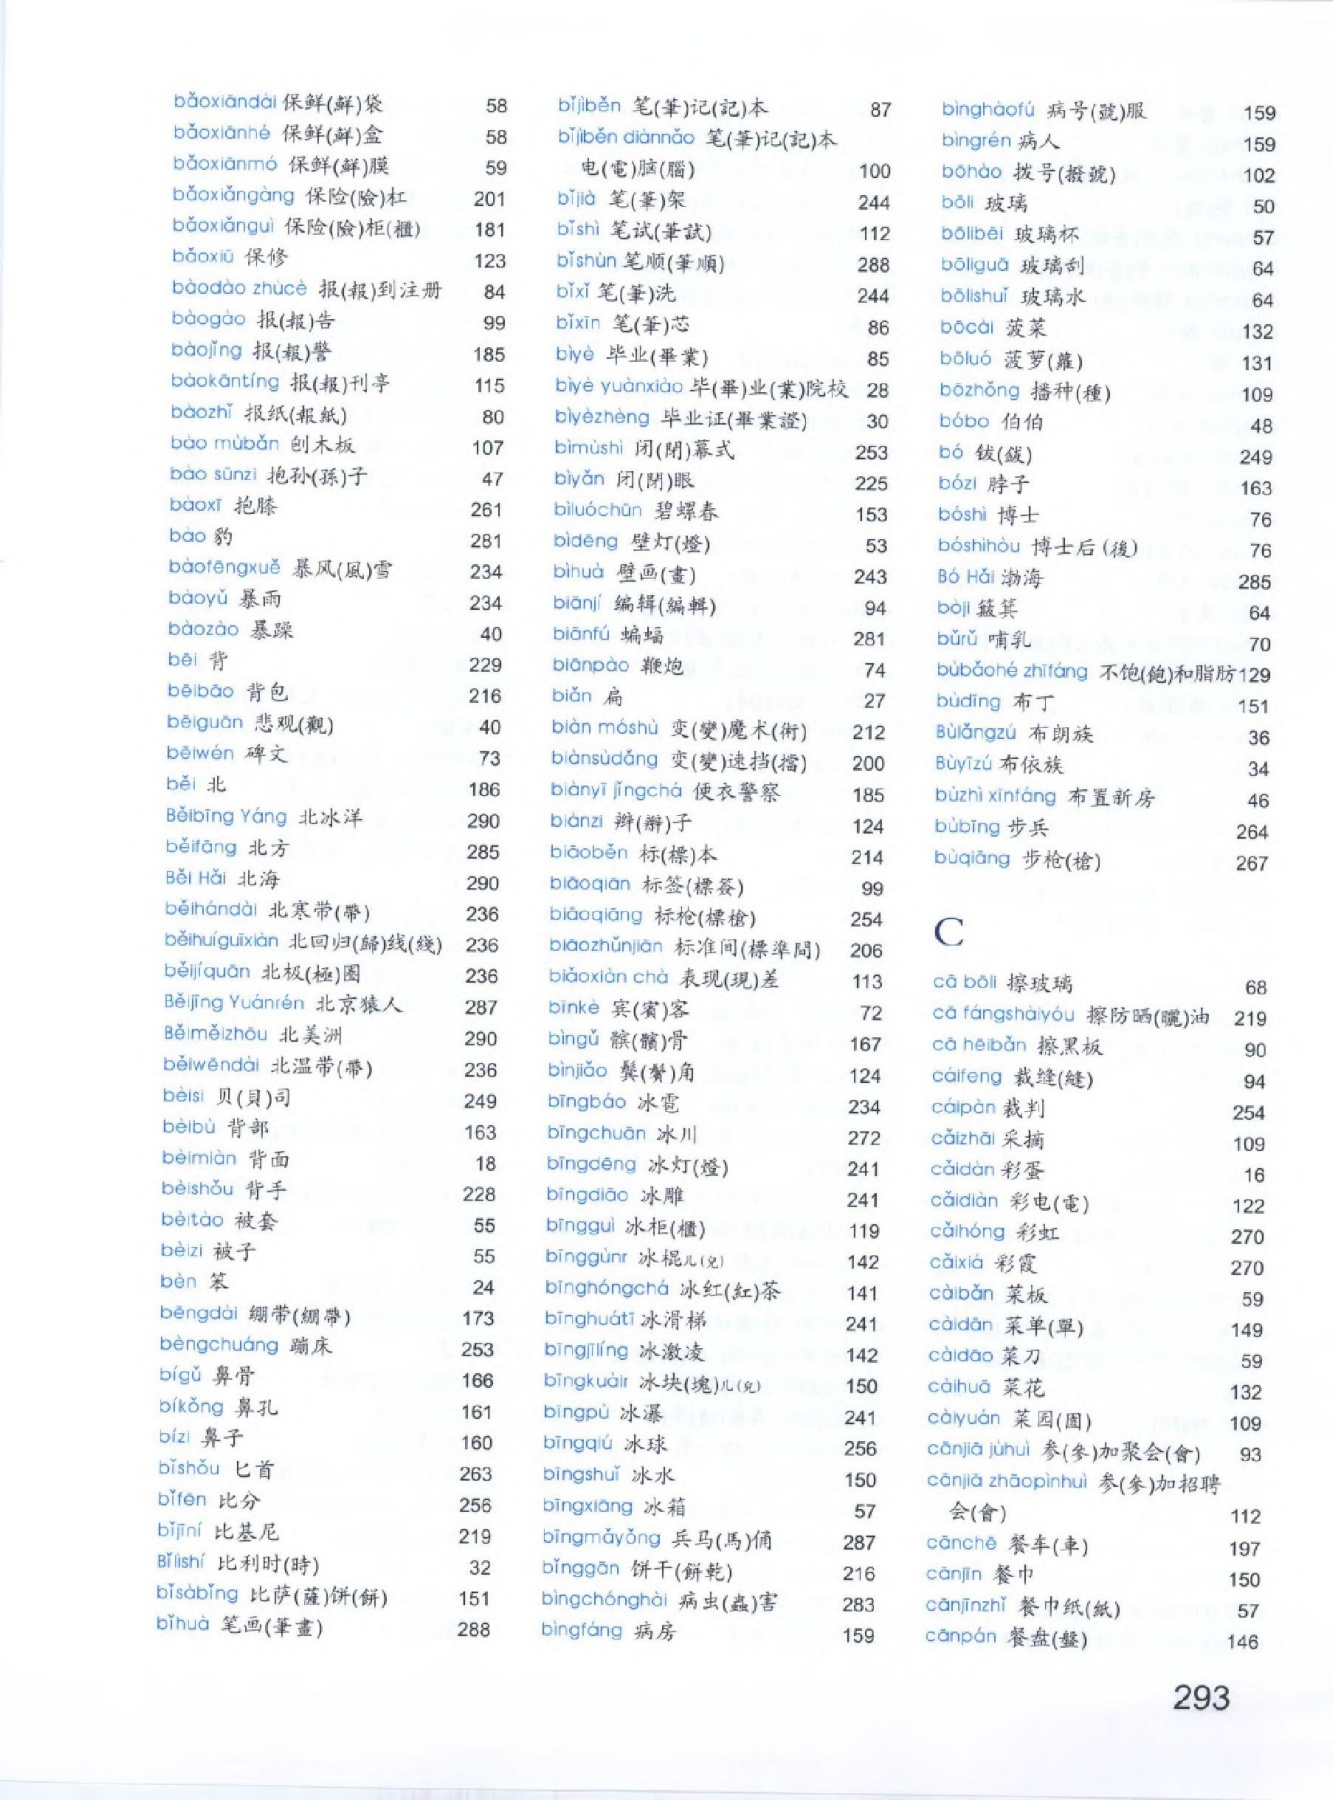 bǎoxiāndài 保鲜(鮮)袋 58
bǎoxiānhé 保鲜(鮮)盒 58
bǎoxiānmó 保鲜(鮮)膜 59
bǎoxiǎngàng 保险(險)杠 201
bǎoxiǎnguì 保险(險)柜(櫃) 181
bǎoxiū 保修 123
bàodào zhùcè 报(報)到注册 84
bàogào 报(報)告 99
bàojǐng 报(報)警 185
bàokāntíng 报(報)刊亭 115
bàozhǐ 报纸(報紙) 80
bào mùbǎn 刨木板 107
bào sūnzi 抱孙(孫)子 47
bàoxī 抱膝 261
bào 豹 281
bàofēngxuě 暴风(風)雪 234
bàoyǔ 暴雨 234
bàozào 暴躁 40
bēi 背 229
bēibāo 背包 216
bēiguān 悲观(觀) 40
bēiwén 碑文 73
běi 北 186
Běibīng Yáng 北冰洋 290
běifāng 北方 285
Běi Hǎi 北海 290
běihándài 北寒带(帶) 236
běihuíguīxiàn 北回归(歸)线(綫) 236
běijíquān 北极(極)圈 236
Běijīng Yuánrén 北京猿人 287
Běiměizhōu 北美洲 290
běiwēndài 北温带(帶) 236
bèisī 贝(貝)司 249
bèibù 背部 163
bèimiàn 背面 18
bèishǒu 背手 228
bèitào 被套 55
bèizi 被子 55
bèn 笨 24
bēngdài 绷带(綳帶) 173
bèngchuáng 蹦床 253
bígǔ 鼻骨 166
bíkǒng 鼻孔 161
bízi 鼻子 160
bǐshǒu 匕首 263
bǐfēn 比分 256
bǐjīní 比基尼 219
Bǐlìshí 比利时(時) 32
bǐsàbǐng 比萨(薩)饼(餅) 151
bǐhuà 笔画(筆畫) 288
bǐjìběn 笔(筆)记(記)本 87
bǐjìběn diànnǎo 笔(筆)记(記)本
电(電)脑(腦) 100
bǐjià 笔(筆)架 244
bǐshì 笔试(筆試) 112
bǐshùn 笔顺(筆順) 288
bǐxǐ 笔(筆)洗 244
bǐxīn 笔(筆)芯 86
bìyè 毕业(畢業) 85
bìyè yuànxiào 毕(畢)业(業)院校 28
bìyèzhèng 毕业证(畢業證) 30
bìmùshì 闭(閉)幕式 253
bìyǎn 闭(閉)眼 225
bìluóchūn 碧螺春 153
bìdēng 壁灯(燈) 53
bìhuà 壁画(畫) 243
biānjí 编辑(編輯) 94
biānfú 蝙蝠 281
biānpào 鞭炮 74
biǎn 扁 27
biàn móshù 变(變)魔术(術) 212
biànsùdǎng 变(變)速挡(擋) 200
biànyī jǐngchá 便衣警察 185
biànzi 辫(辮)子 124
biāoběn 标(標)本 214
biāoqiān 标签(標簽) 99
biāoqiāng 标枪(標槍) 254
biāozhǔnjiān 标准间(標準間) 206
biǎoxiàn chà 表现(現)差 113
bīnkè 宾(賓)客 72
bìngǔ 髌(髕)骨 167
bìnjiǎo 鬓(鬢)角 124
bīngbáo 冰雹 234
bīngchuān 冰川 272
bīngdēng 冰灯(燈) 241
bīngdiāo 冰雕 241
bīngguì 冰柜(櫃) 119
bīnggùnr 冰棍儿(兒) 142
bīnghóngchá 冰红(紅)茶 141
bīnghuátī 冰滑梯 241
bīngjīlíng 冰激凌 142
bīngkuàir 冰块(塊)儿(兒) 150
bīngpù 冰瀑 241
bīngqiú 冰球 256
bīngshuǐ 冰水 150
bīngxiāng 冰箱 57
bīngmǎyǒng 兵马(馬)俑 287
bǐnggān 饼干(餅乾) 216
bìngchónghài 病虫(蟲)害 283
bìngfáng 病房 159
bìnghàofú 病号(號)服 159
bìngrén 病人 159
bōhào 拨号(撥號) 102
bōli 玻璃 50
bōlibēi 玻璃杯 57
bōliguā 玻璃刮 64
bōlishuǐ 玻璃水 64
bōcài 菠菜 132
bōluó 菠萝(蘿) 131
bōzhǒng 播种(種) 109
bóbo 伯伯 48
bó 钹(鈸) 249
bózi 脖子 163
bóshì 博士 76
bóshìhòu 博士后(後) 76
Bó Hǎi 渤海 285
bòji 簸箕 64
bǔrǔ 哺乳 70
bùbǎohé zhīfáng 不饱(飽)和脂肪 129
bùdīng 布丁 151
Bùlǎngzú 布朗族 36
Bùyīzú 布依族 34
bùzhì xīnfáng 布置新房 46
bùbīng 步兵 264
bùqiāng 步枪(槍) 267
C
cā bōli 擦玻璃 68
cā fángshàiyóu 擦防晒(曬)油 219
cā hēibǎn 擦黑板 90
cáifeng 裁缝(縫) 94
cáipàn 裁判 254
cǎizhāi 采摘 109
cǎidàn 彩蛋 16
cǎidiàn 彩电(電) 122
cǎihóng 彩虹 270
cǎixiá 彩霞 270
càibǎn 菜板 59
càidān 菜单(單) 149
càidāo 菜刀 59
càihuā 菜花 132
càiyuán 菜园(園) 109
cānjiā jùhuì 参(參)加聚会(會) 93
cānjiā zhāopìnhuì 参(參)加招聘
会(會) 112
cānchē 餐车(車) 197
cānjīn 餐巾 150
cānjīnzhǐ 餐巾纸(紙) 57
cānpán 餐盘(盤) 146
293